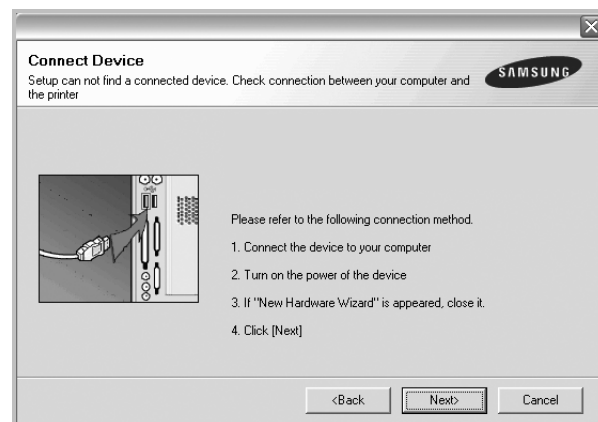 Connect Device
Setup can not find a connected device. Check connection between your computer and
the printer
SAMSUNG
Please refer to the following connection method.
1. Connect the device to your computer
2. Turn on the power of the device
3. If "New Hardware Wizard" is appeared, close it.
4. Click [Next]
<Back
Next>
Cancel